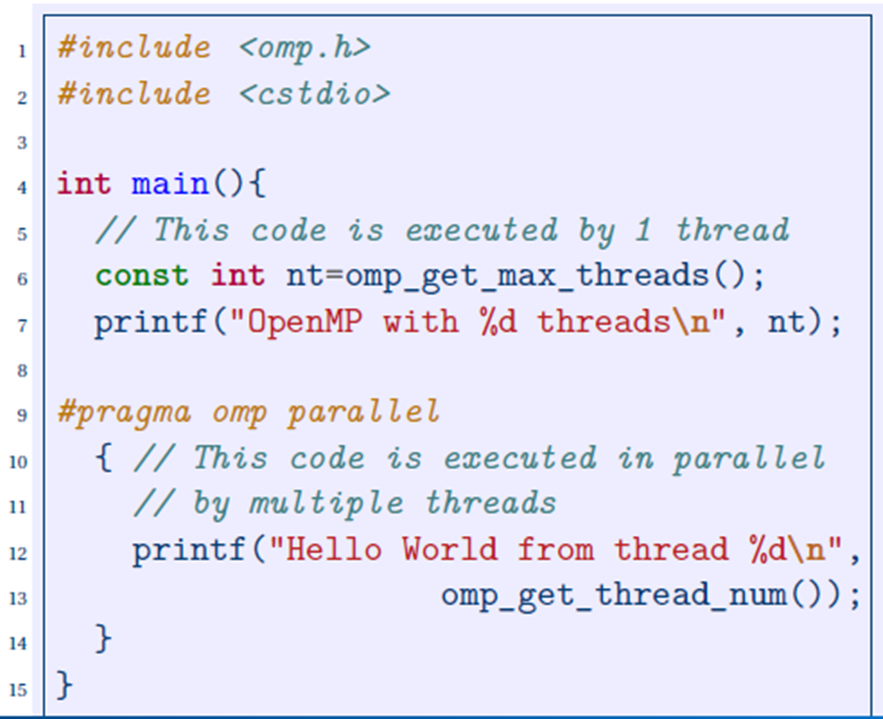 1 #include <omp.h>
2 #include <cstdio>
3
4 int main(){
5   // This code is executed by 1 thread
6   const int nt=omp_get_max_threads();
7   printf("OpenMP with %d threads\n", nt);
8
9 #pragma omp parallel
10   { // This code is executed in parallel
11     // by multiple threads
12     printf("Hello World from thread %d\n",
13                     omp_get_thread_num());
14   }
15 }